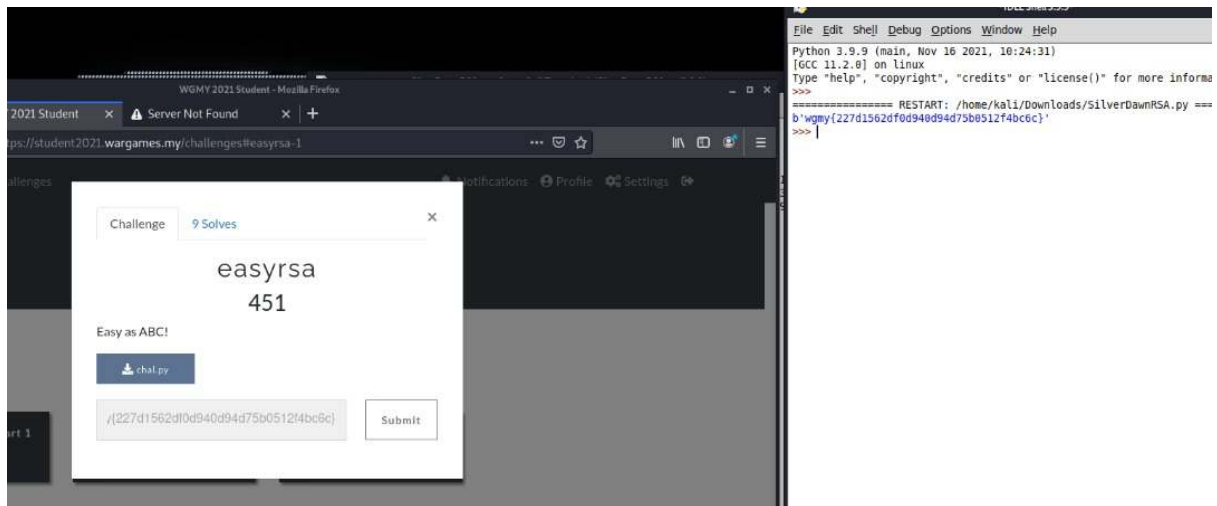 WGMY 2021 Student - Mozilla Firefox
2021 Student × Server Not Found × +
tps://student2021.wargames.my/challenges#easyrsa-1
allenges Notifications Profile Settings
Challenge 9 Solves ×
easyrsa
451
Easy as ABC!
chal.py
/{227d1562df0d940d94d75b0512f4bc6c} Submit
art 1
File Edit Shell Debug Options Window Help
Python 3.9.9 (main, Nov 16 2021, 10:24:31)
[GCC 11.2.0] on linux
Type "help", "copyright", "credits" or "license()" for more informa
>>>
================ RESTART: /home/kali/Downloads/SilverDawnRSA.py ===
b'wgmy{227d1562df0d940d94d75b0512f4bc6c}'
>>>